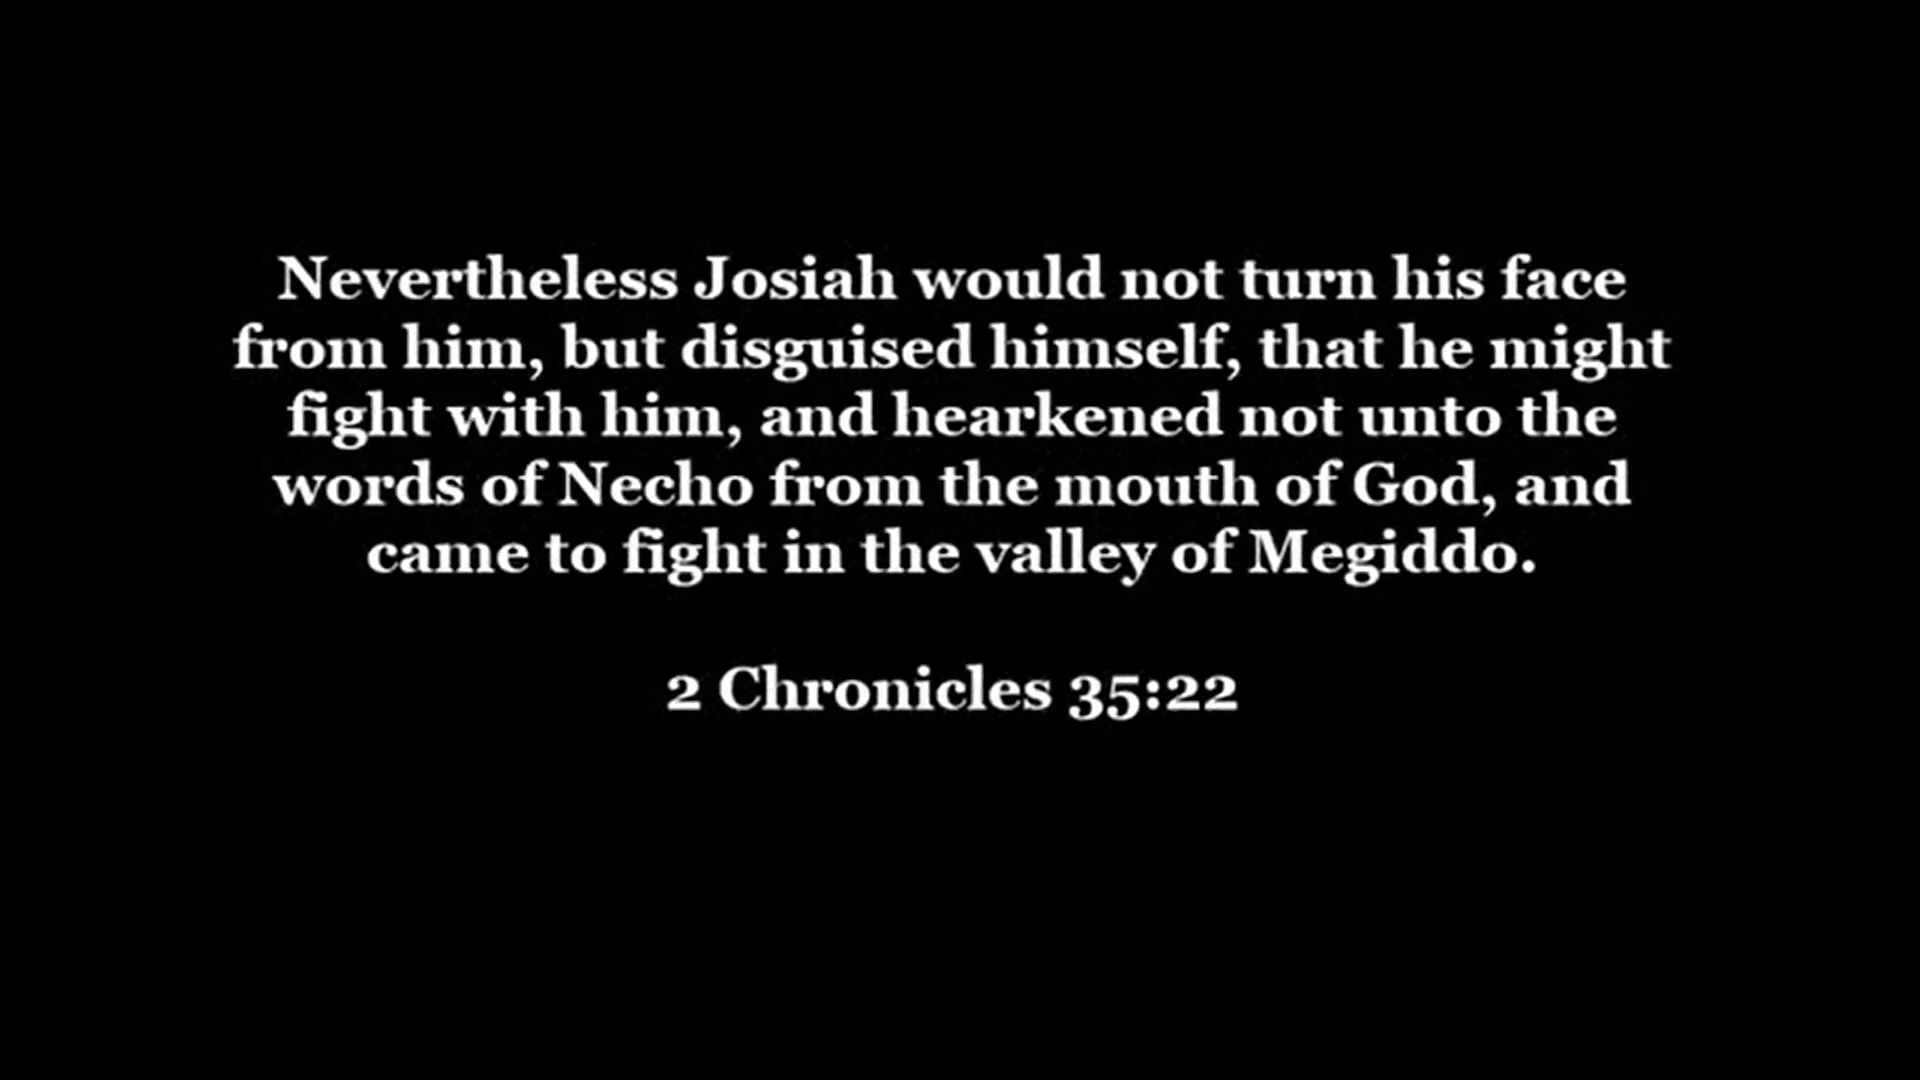 Nevertheless Josiah would not turn his face
from him, but disguised himself, that he might
fight with him, and hearkened not unto the
words of Necho from the mouth of God, and
came to fight in the valley of Megiddo.
2 Chronicles 35:22